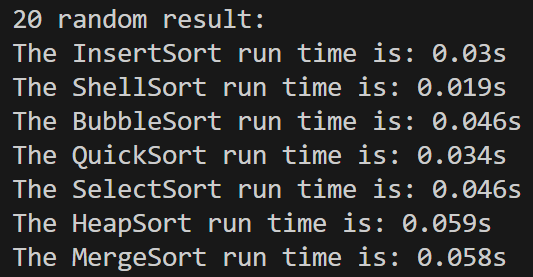 20 random result:
The InsertSort run time is: 0.03s
The ShellSort run time is: 0.019s
The BubbleSort run time is: 0.046s
The QuickSort run time is: 0.034s
The SelectSort run time is: 0.046s
The HeapSort run time is: 0.059s
The MergeSort run time is: 0.058s